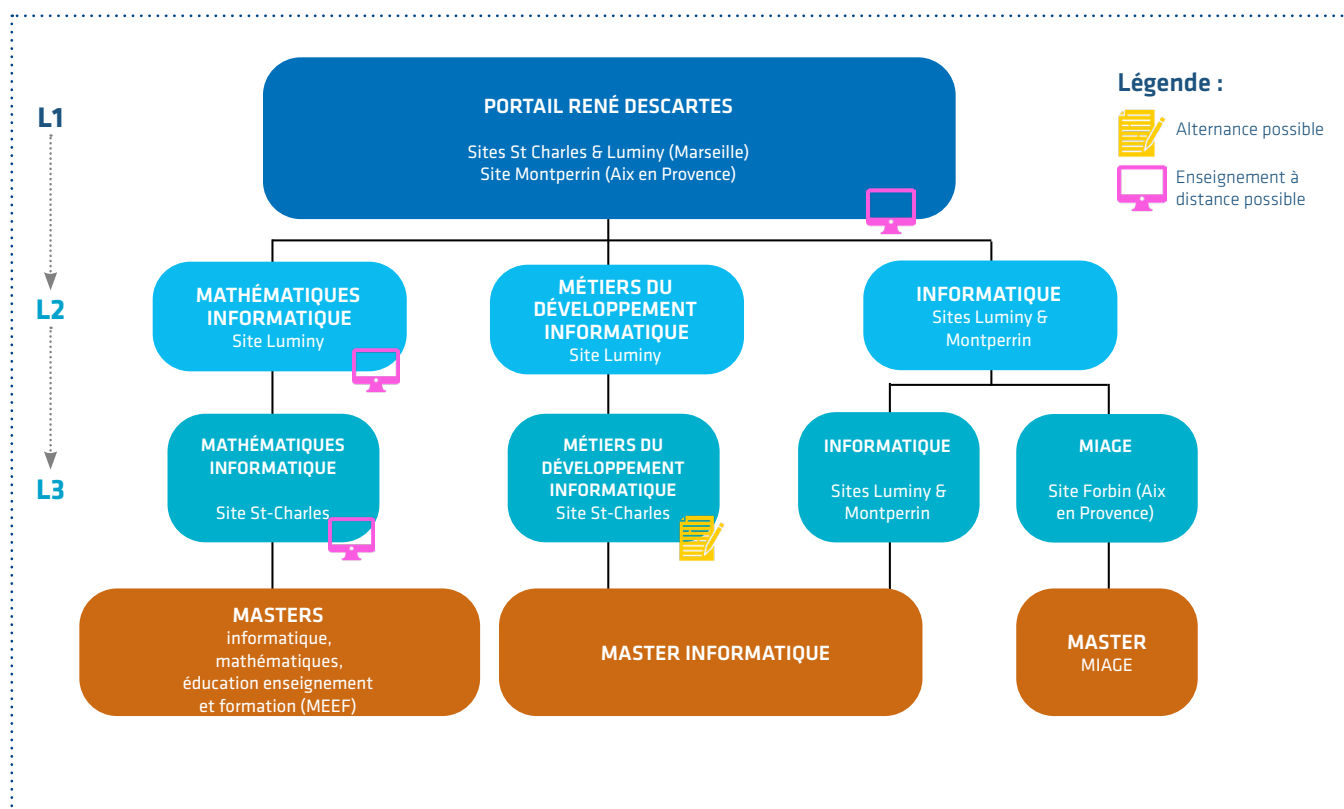 PORTAIL RENÉ DESCARTES
Sites St Charles & Luminy (Marseille)
Site Montperrin (Aix en Provence)
Légende :
Alternance possible
Enseignement à
distance possible
L1
L2
MATHÉMATIQUES
INFORMATIQUE
Site Luminy
MÉTIERS DU
DÉVELOPPEMENT
INFORMATIQUE
Site Luminy
INFORMATIQUE
Sites Luminy &
Montperrin
L3
MATHÉMATIQUES
INFORMATIQUE
Site St-Charles
MÉTIERS DU
DÉVELOPPEMENT
INFORMATIQUE
Site St-Charles
INFORMATIQUE
Sites Luminy &
Montperrin
MIAGE
Site Forbin (Aix
en Provence)
MASTERS
informatique,
mathématiques,
éducation enseignement
et formation (MEEF)
MASTER INFORMATIQUE
MASTER
MIAGE